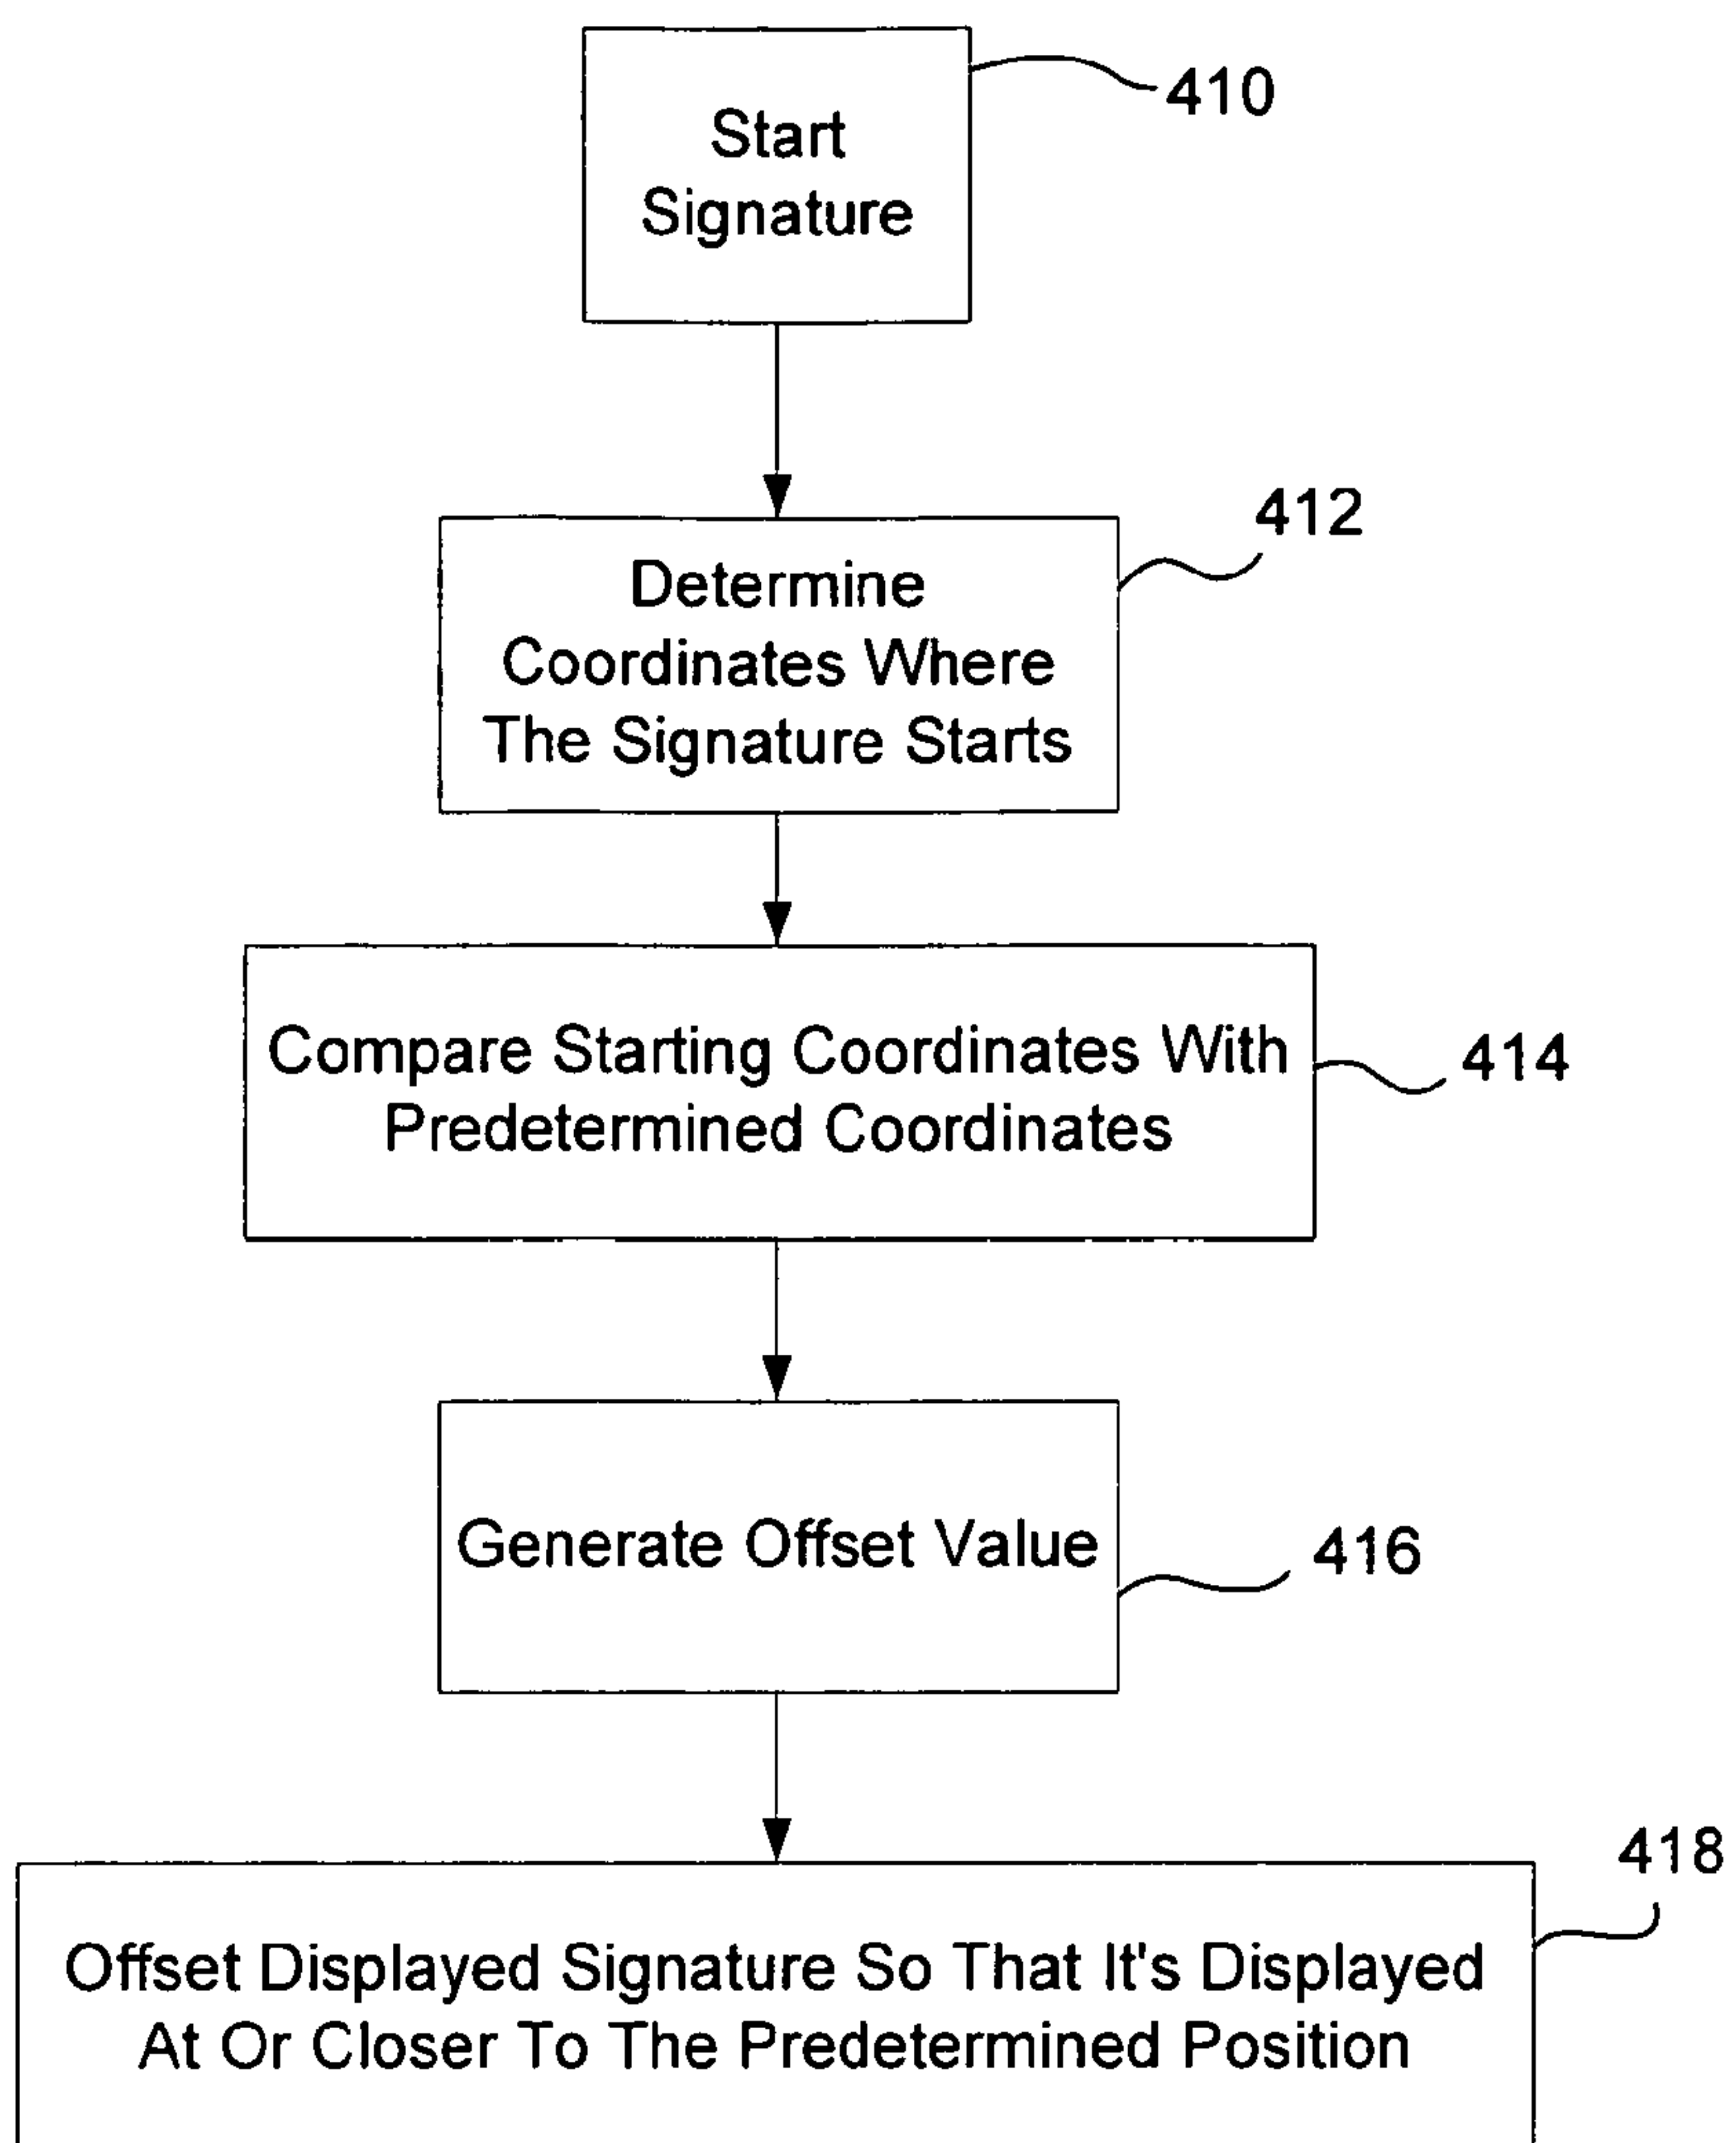 Start
Signature
410
Determine
Coordinates Where
The Signature Starts
412
Compare Starting Coordinates With
Predetermined Coordinates
414
Generate Offset Value
416
Offset Displayed Signature So That It's Displayed
At Or Closer To The Predetermined Position
418